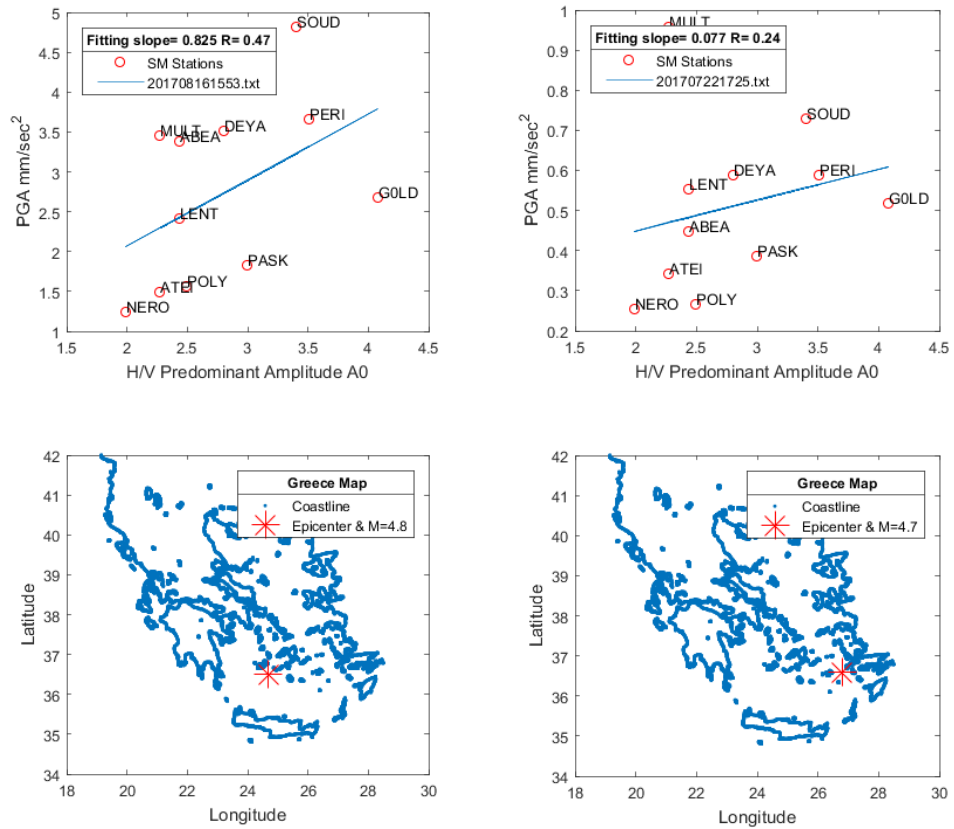 Fitting slope= 0.825 R= 0.47
SM Stations
201708161553.txt
PGA mm/sec²
5
4.5
4
3.5
3
2.5
2
1.5
1
SOUD
PERI
DEYA
MULT
ABEA
G0LD
LENT
PASK
POLY
ATEI
NERO
1.5 2 2.5 3 3.5 4 4.5
H/V Predominant Amplitude A0
Fitting slope= 0.077 R= 0.24
SM Stations
201707221725.txt
PGA mm/sec²
1
0.9
0.8
0.7
0.6
0.5
0.4
0.3
0.2
MULT
SOUD
DEYA
PERI
LENT
G0LD
ABEA
PASK
ATEI
POLY
NERO
1.5 2 2.5 3 3.5 4 4.5
H/V Predominant Amplitude A0
Greece Map
Coastline
Epicenter & M=4.8
Latitude
42
41
40
39
38
37
36
35
34
18 20 22 24 26 28 30
Longitude
Greece Map
Coastline
Epicenter & M=4.7
Latitude
42
41
40
39
38
37
36
35
34
18 20 22 24 26 28 30
Longitude